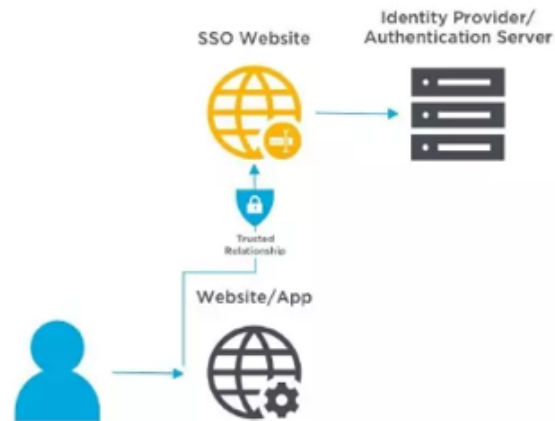 Identity Provider/
Authentication Server
SSO Website
Trusted
Relationship
Website/App